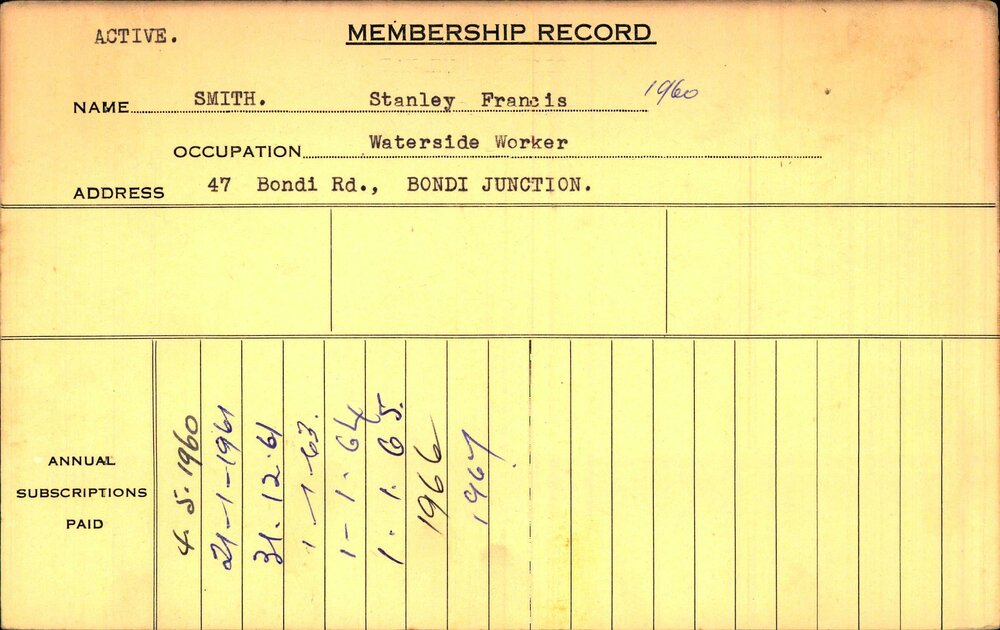 ACTIVE. MEMBERSHIP RECORD
NAME SMITH. Stanley Francis 1960
OCCUPATION Waterside Worker
ADDRESS 47 Bondi Rd., BONDI JUNCTION.
ANNUAL
SUBSCRIPTIONS
PAID
4.5.1960
21-1-1961
31.12.61
1.1.63.
1-1.64
1.1.65.
1966
1967